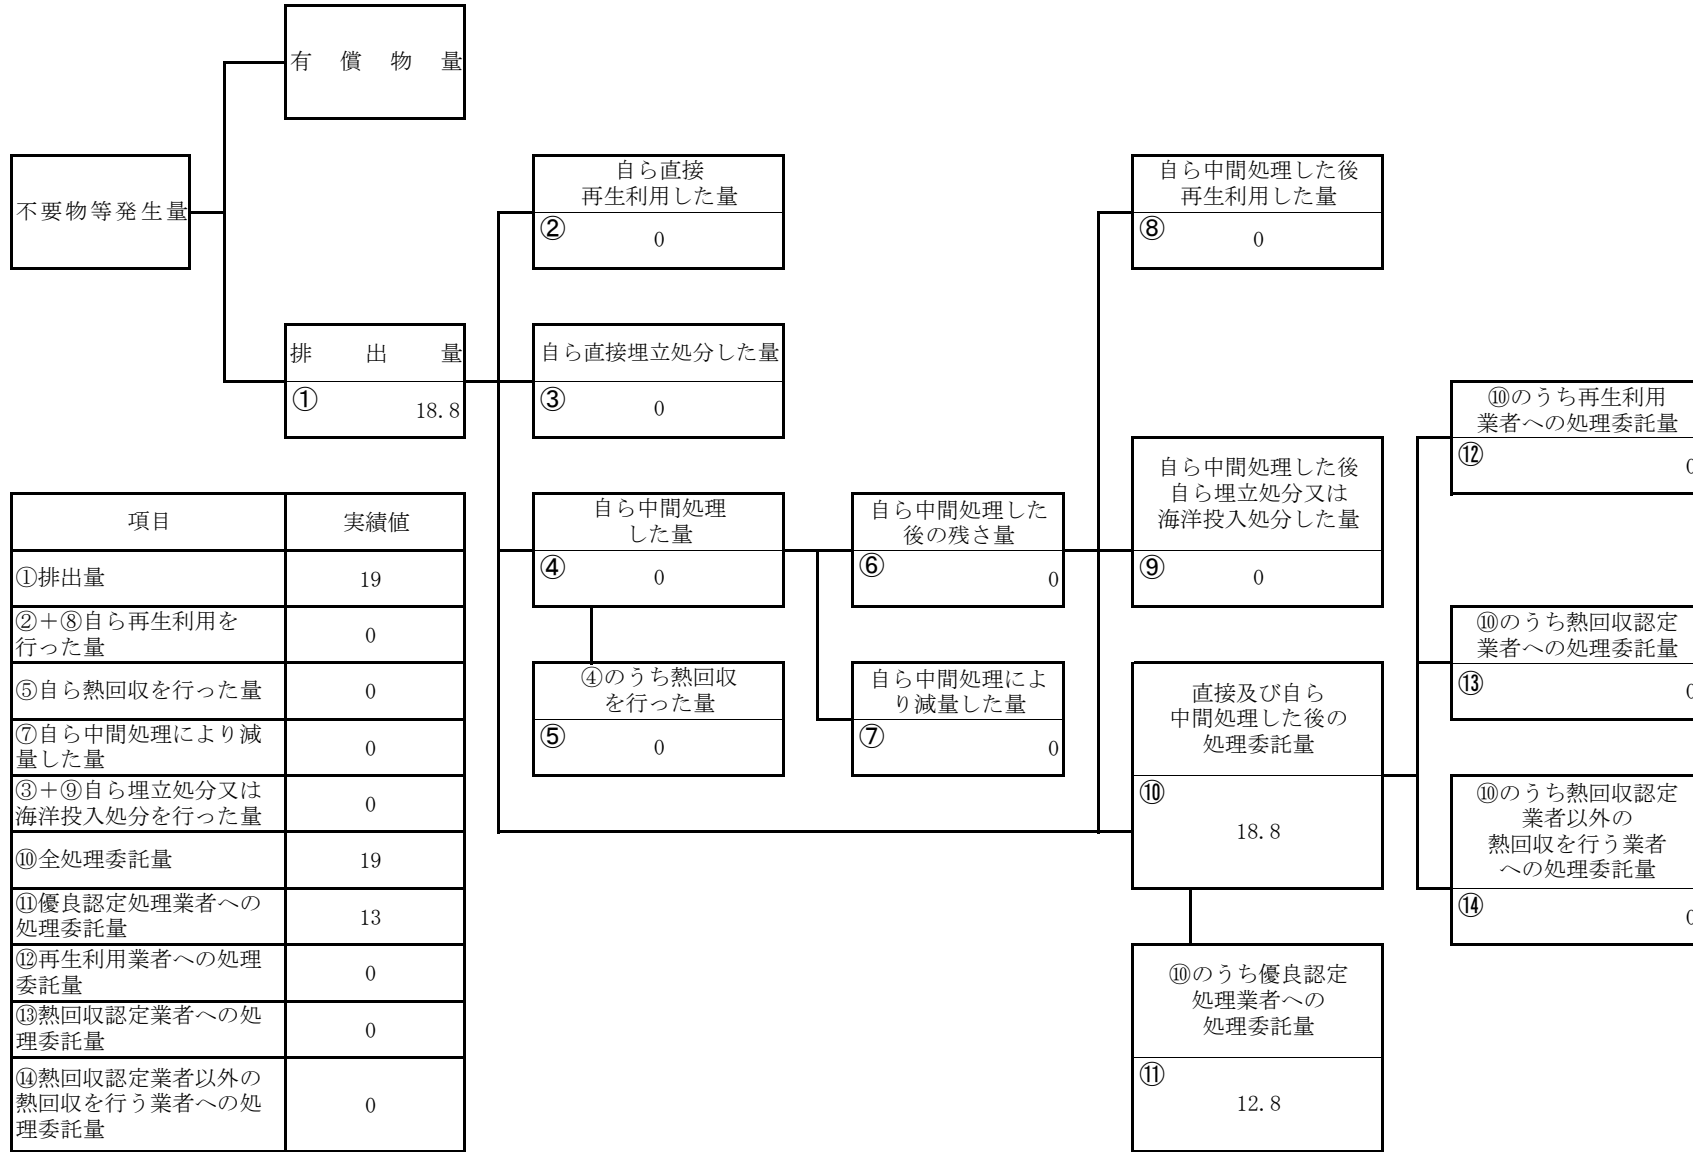 有償物量
不要物等発生量
自ら直接
再生利用した量
②
0
自ら中間処理した後
再生利用した量
⑧
0
排出量
①
18.8
自ら直接埋立処分した量
③
0
⑩のうち再生利用
業者への処理委託量
⑫
0
自ら中間処理した後
自ら埋立処分又は
海洋投入処分した量
⑨
0
自ら中間処理
した量
④
0
自ら中間処理した
後の残さ量
⑥
0
⑩のうち熱回収認定
業者への処理委託量
⑬
0
④のうち熱回収
を行った量
⑤
0
自ら中間処理によ
り減量した量
⑦
0
直接及び自ら
中間処理した後の
処理委託量
⑩
18.8
⑩のうち熱回収認定
業者以外の
熱回収を行う業者
への処理委託量
⑭
0
⑩のうち優良認定
処理業者への
処理委託量
⑪
12.8
項目 実績値
①排出量 19
②＋⑧自ら再生利用を
行った量 0
⑤自ら熱回収を行った量 0
⑦自ら中間処理により減
量した量 0
③＋⑨自ら埋立処分又は
海洋投入処分を行った量 0
⑩全処理委託量 19
⑪優良認定処理業者への
処理委託量 13
⑫再生利用業者への処理
委託量 0
⑬熱回収認定業者への処
理委託量 0
⑭熱回収認定業者以外の
熱回収を行う業者への処 0
理委託量